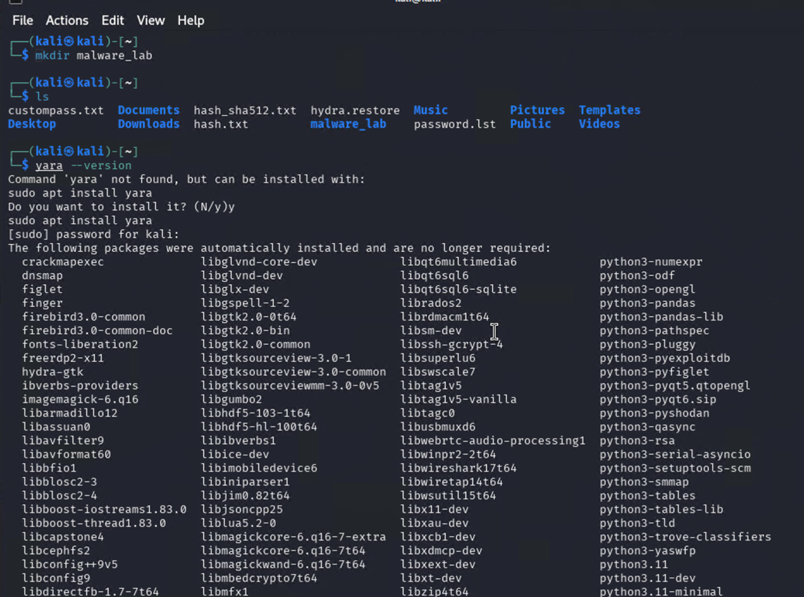 File Actions Edit View Help
┌──(kali㉿kali)-[~]
└─$ mkdir malware_lab
┌──(kali㉿kali)-[~]
└─$ ls
custompass.txt Documents hash_sha512.txt hydra.restore Music Pictures Templates
Desktop Downloads hash.txt malware_lab password.lst Public Videos
┌──(kali㉿kali)-[~]
└─$ yara --version
Command 'yara' not found, but can be installed with:
sudo apt install yara
Do you want to install it? (N/y)y
sudo apt install yara
[sudo] password for kali:
The following packages were automatically installed and are no longer required:
crackmapexec libglvnd-core-dev libqt6multimedia6 python3-numexpr
dnsmap libglvnd-dev libqt6sql6 python3-odf
figlet libglx-dev libqt6sql6-sqlite python3-opengl
finger libgspell-1-2 librados2 python3-pandas
firebird3.0-common libgtk2.0-0t64 librdmacm1t64 python3-pandas-lib
firebird3.0-common-doc libgtk2.0-bin libsm-dev python3-pathspec
fonts-liberation2 libgtk2.0-common libssh-gcrypt-4 python3-pluggy
freerdp2-x11 libgtksourceview-3.0-1 libsuperlu6 python3-pyexploitdb
hydra-gtk libgtksourceview-3.0-common libswscale7 python3-pyfiglet
ibverbs-providers libgtksourceviewmm-3.0-0v5 libtag1v5 python3-pyqt5.qtopengl
imagemagick-6.q16 libgumbo2 libtag1v5-vanilla python3-pyqt6.sip
libarmadillo12 libhdf5-103-1t64 libtagc0 python3-pyshodan
libassuan0 libhdf5-hl-100t64 libusbmuxd6 python3-qasync
libavfilter9 libibverbs1 libwebrtc-audio-processing1 python3-rsa
libavformat60 libice-dev libwinpr2-2t64 python3-serial-asyncio
libbfio1 libimobiledevice6 libwireshark17t64 python3-setuptools-scm
libblosc2-3 libiniparser1 libwiretap14t64 python3-smmap
libblosc2-4 libjim0.82t64 libwsutil15t64 python3-tables
libboost-iostreams1.83.0 libjsoncpp25 libx11-dev python3-tables-lib
libboost-thread1.83.0 liblua5.2-0 libxau-dev python3-tld
libcapstone4 libmagickcore-6.q16-7-extra libxcb1-dev python3-trove-classifiers
libcephfs2 libmagickcore-6.q16-7t64 libxdmcp-dev python3-yaswfp
libconfig++9v5 libmagickwand-6.q16-7t64 libxext-dev python3.11
libconfig9 libmbedcrypto7t64 libxt-dev python3.11-dev
libdirectfb-1.7-7t64 libmfx1 libzip4t64 python3.11-minimal